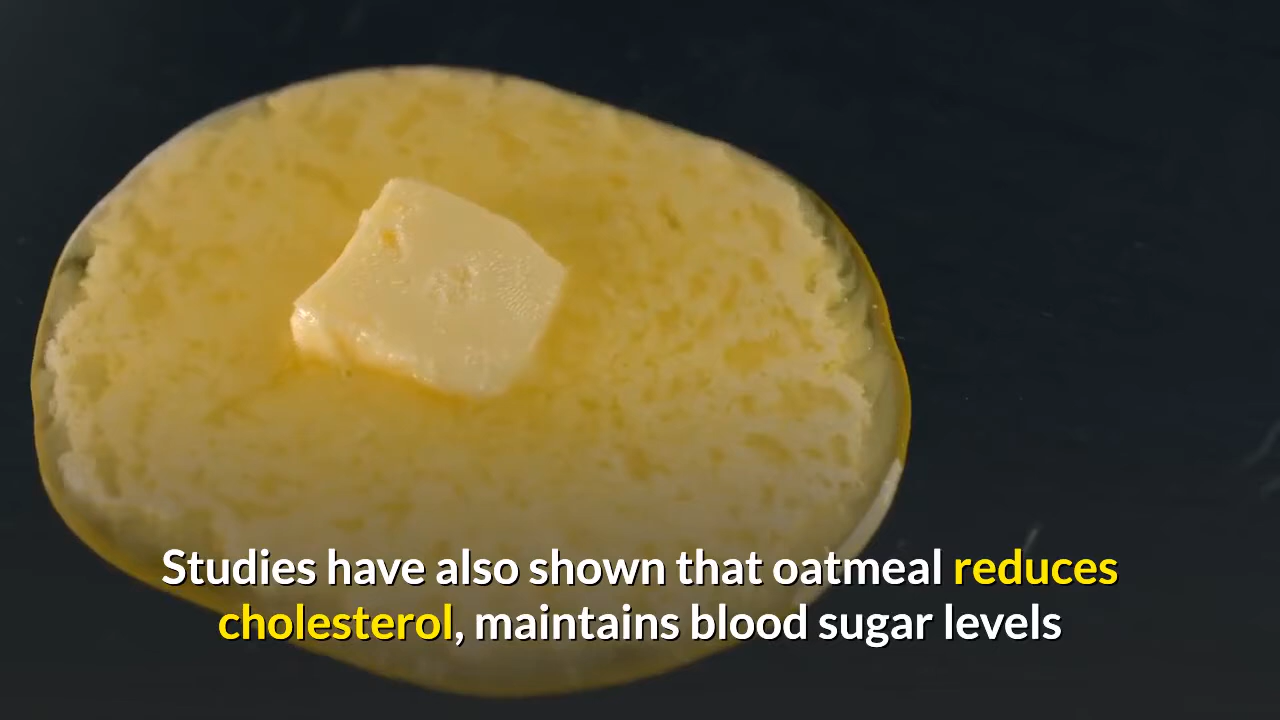 Studies have also shown that oatmeal reduces
cholesterol, maintains blood sugar levels